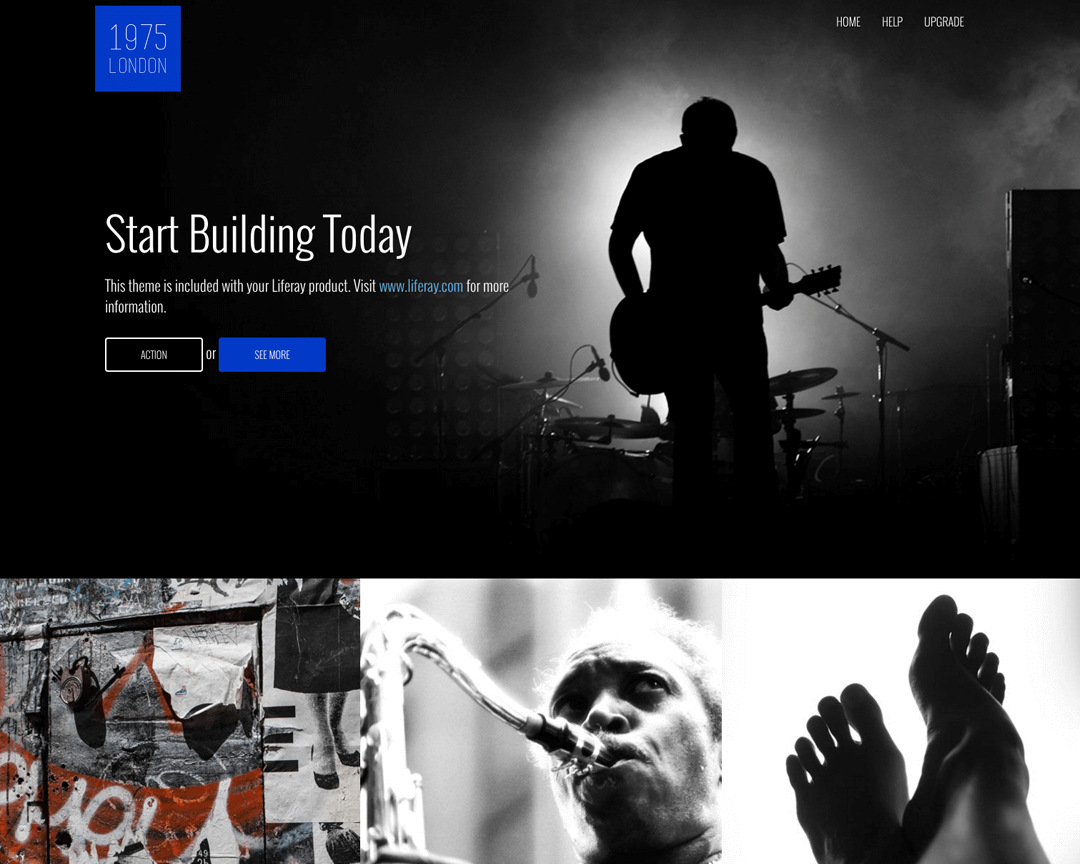 1975
LONDON
HOME HELP UPGRADE
Start Building Today
This theme is included with your Liferay product. Visit www.liferay.com for more
information.
ACTION or SEE MORE